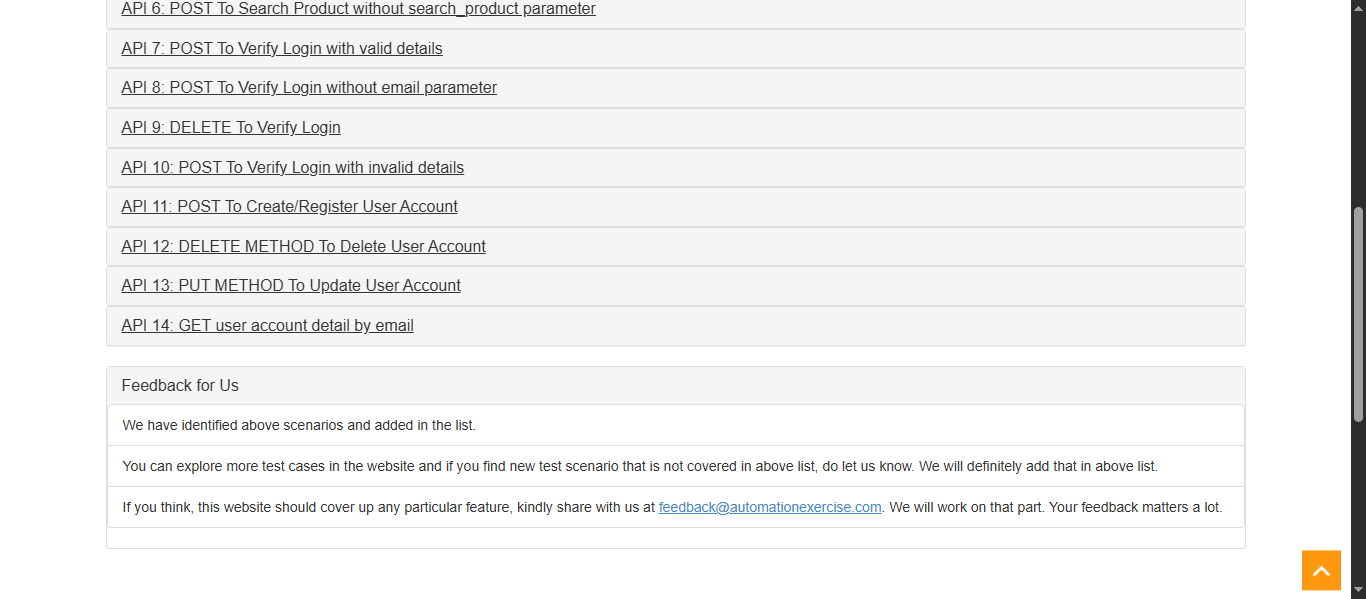 API 6: POST To Search Product without search_product parameter
API 7: POST To Verify Login with valid details
API 8: POST To Verify Login without email parameter
API 9: DELETE To Verify Login
API 10: POST To Verify Login with invalid details
API 11: POST To Create/Register User Account
API 12: DELETE METHOD To Delete User Account
API 13: PUT METHOD To Update User Account
API 14: GET user account detail by email
Feedback for Us
We have identified above scenarios and added in the list.
You can explore more test cases in the website and if you find new test scenario that is not covered in above list, do let us know. We will definitely add that in above list.
If you think, this website should cover up any particular feature, kindly share with us at feedback@automationexercise.com. We will work on that part. Your feedback matters a lot.